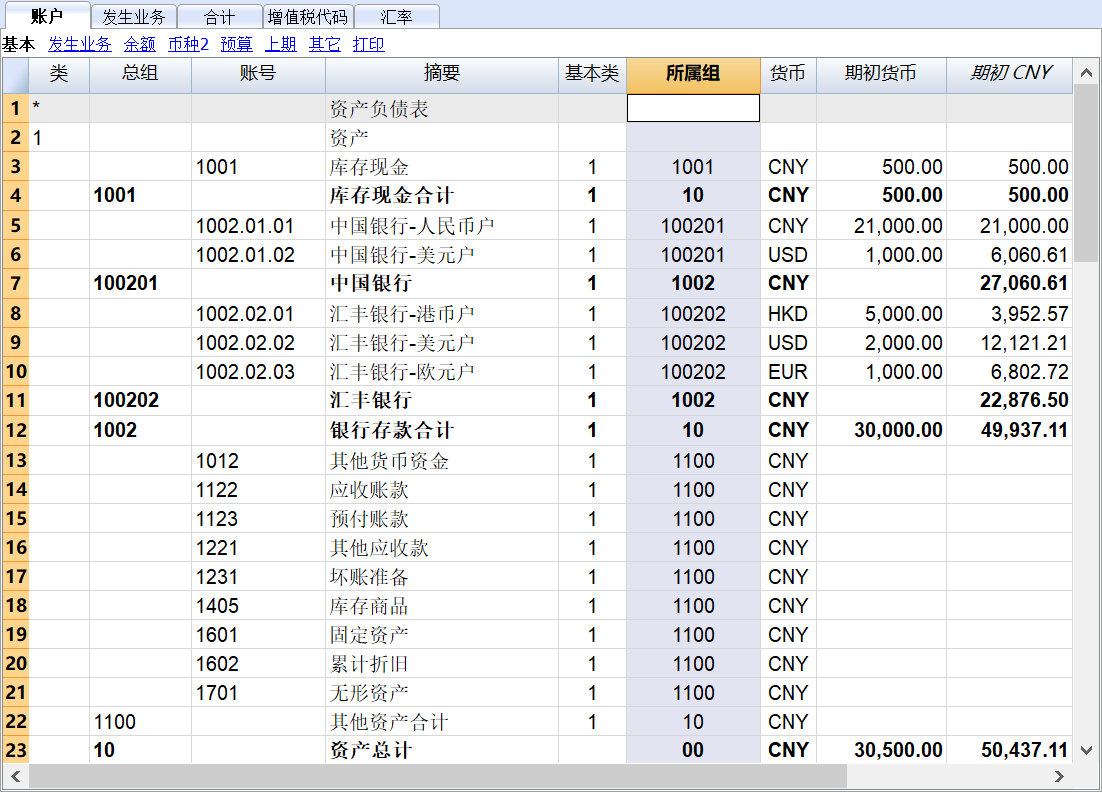 账户 发生业务 合计 增值税代码 汇率
基本 发生业务 余额 币种2 预算 上期 其它 打印
类 总组 账号 摘要 基本类 所属组 货币 期初货币 期初 CNY
1 * 资产负债表
2 1 资产
3 1001 库存现金 1 1001 CNY 500.00 500.00
4 1001 库存现金合计 1 10 CNY 500.00 500.00
5 1002.01.01 中国银行-人民币户 1 100201 CNY 21,000.00 21,000.00
6 1002.01.02 中国银行-美元户 1 100201 USD 1,000.00 6,060.61
7 100201 中国银行 1 1002 CNY 27,060.61
8 1002.02.01 汇丰银行-港币户 1 100202 HKD 5,000.00 3,952.57
9 1002.02.02 汇丰银行-美元户 1 100202 USD 2,000.00 12,121.21
10 1002.02.03 汇丰银行-欧元户 1 100202 EUR 1,000.00 6,802.72
11 100202 汇丰银行 1 1002 CNY 22,876.50
12 1002 银行存款合计 1 10 CNY 30,000.00 49,937.11
13 1012 其他货币资金 1 1100 CNY
14 1122 应收账款 1 1100 CNY
15 1123 预付账款 1 1100 CNY
16 1221 其他应收款 1 1100 CNY
17 1231 坏账准备 1 1100 CNY
18 1405 库存商品 1 1100 CNY
19 1601 固定资产 1 1100 CNY
20 1602 累计折旧 1 1100 CNY
21 1701 无形资产 1 1100 CNY
22 1100 其他资产合计 1 10 CNY
23 10 资产总计 00 CNY 30,500.00 50,437.11